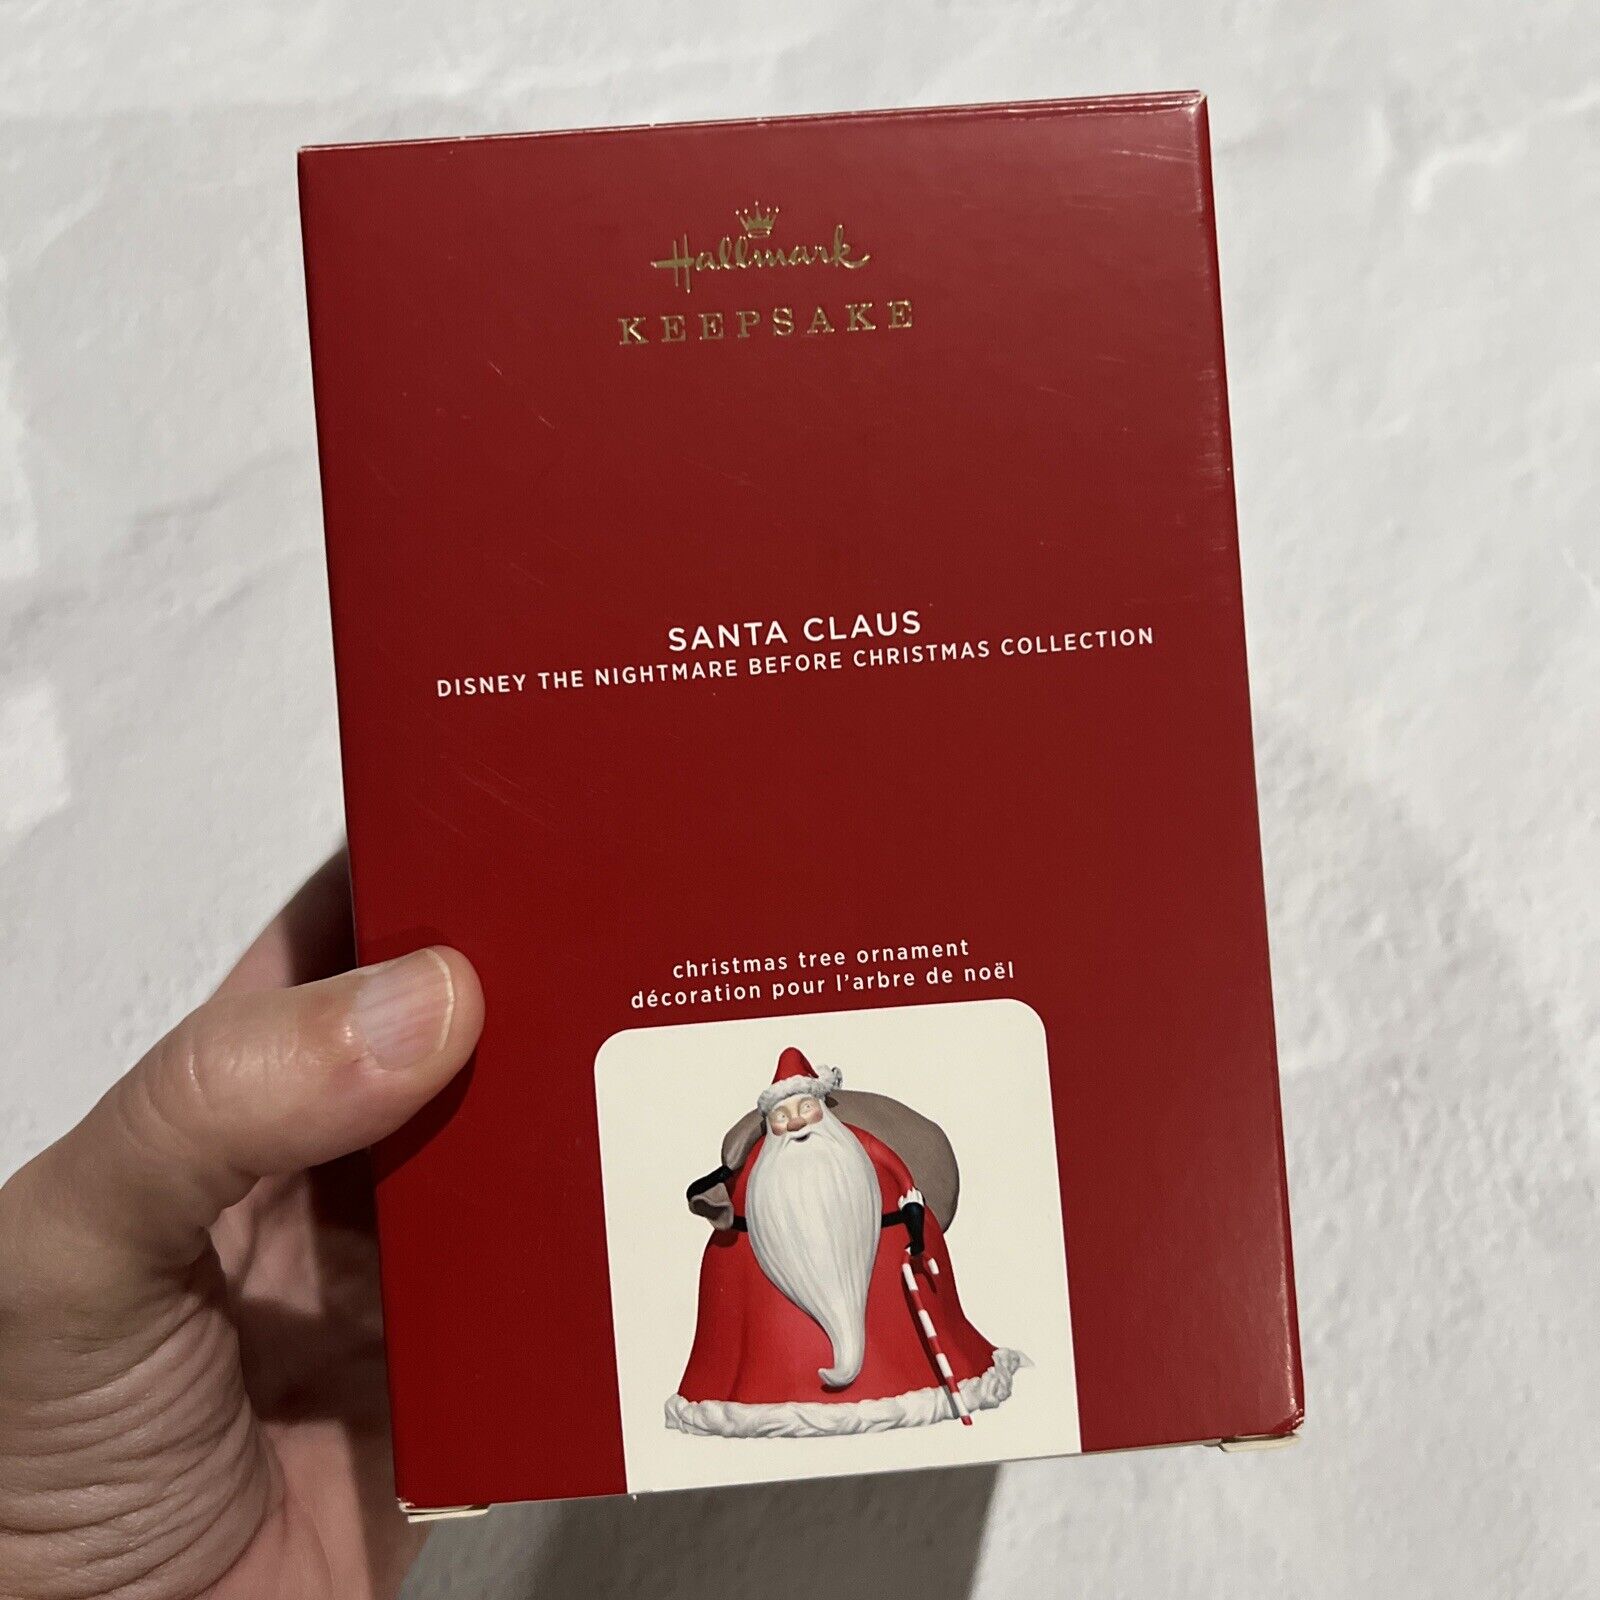 Hallmark
KEEPSAKE
SANTA CLAUS
DISNEY THE NIGHTMARE BEFORE CHRISTMAS COLLECTION
christmas tree ornament
décoration pour l'arbre de noël